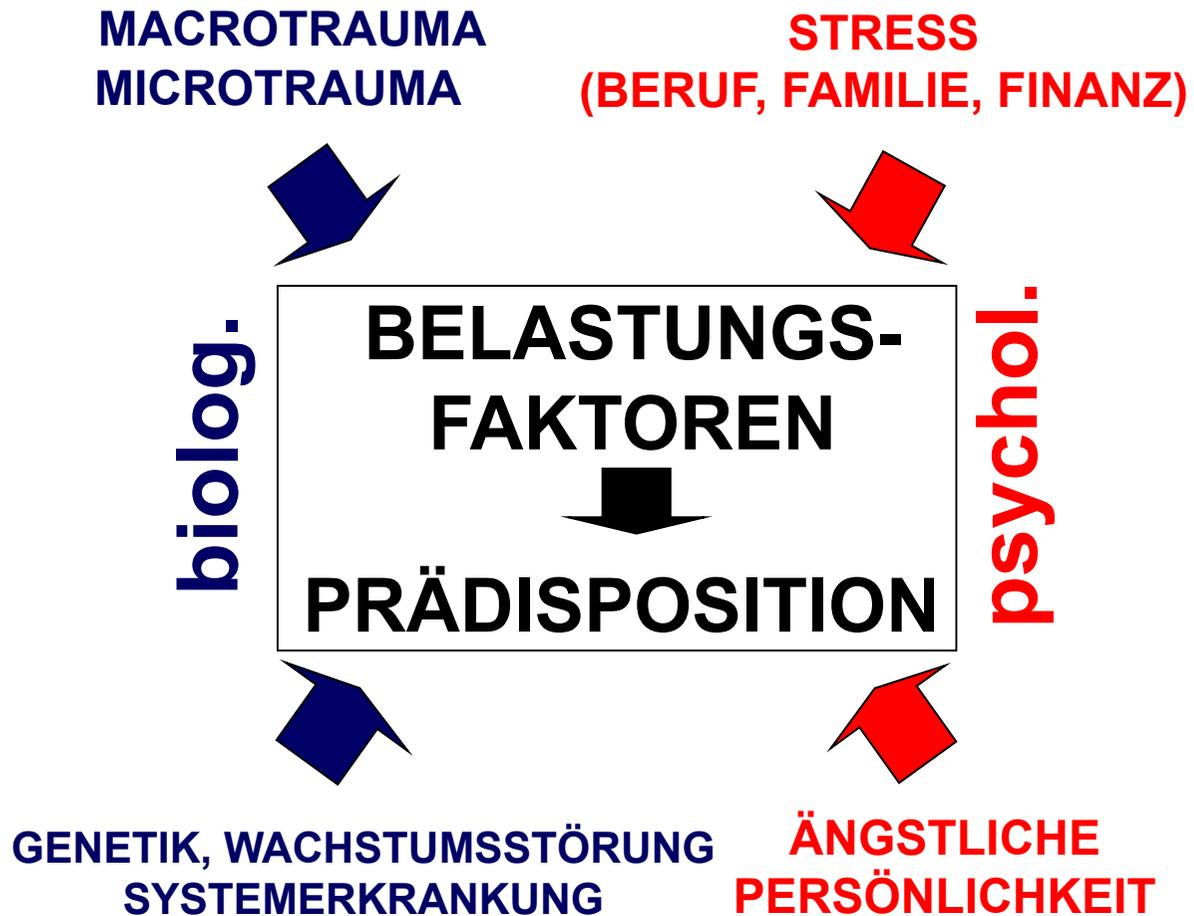 MACROTRAUMA
MICROTRAUMA
STRESS
(BERUF, FAMILIE, FINANZ)
biolog.
BELASTUNGS-
FAKTOREN
PRÄDISPOSITION
psychol.
GENETIK, WACHSTUMSSTÖRUNG
SYSTEMERKRANKUNG
ÄNGSTLICHE
PERSÖNLICHKEIT